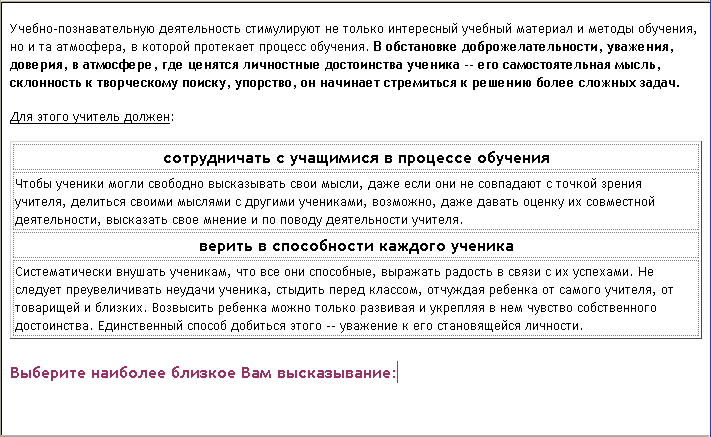 Учебно-познавательную деятельность стимулируют не только интересный учебный материал и методы обучения,
но и та атмосфера, в которой протекает процесс обучения. В обстановке доброжелательности, уважения,
доверия, в атмосфере, где ценятся личностные достоинства ученика -- его самостоятельная мысль,
склонность к творческому поиску, упорство, он начинает стремиться к решению более сложных задач.
Для этого учитель должен:
сотрудничать с учащимися в процессе обучения
Чтобы ученики могли свободно высказывать свои мысли, даже если они не совпадают с точкой зрения
учителя, делиться своими мыслями с другими учениками, возможно, даже давать оценку их совместной
деятельности, высказать свое мнение и по поводу деятельности учителя.
верить в способности каждого ученика
Систематически внушать ученикам, что все они способные, выражать радость в связи с их успехами. Не
следует преувеличивать неудачи ученика, стыдить перед классом, отчуждая ребенка от самого учителя, от
товарищей и близких. Возвысить ребенка можно только развивая и укрепляя в нем чувство собственного
достоинства. Единственный способ добиться этого -- уважение к его становящейся личности.
Выберите наиболее близкое Вам высказывание: